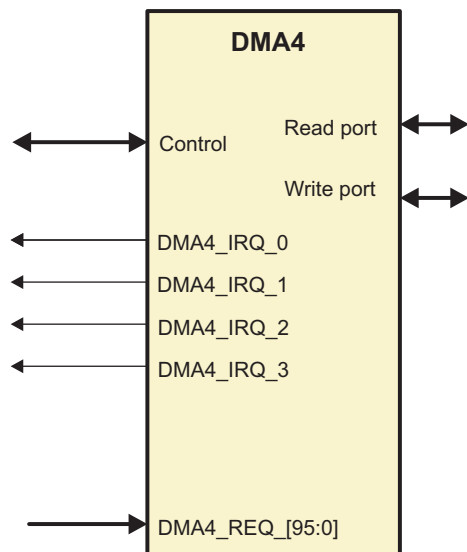 DMA4
Control
Read port
Write port
DMA4_IRQ_0
DMA4_IRQ_1
DMA4_IRQ_2
DMA4_IRQ_3
DMA4_REQ_[95:0]